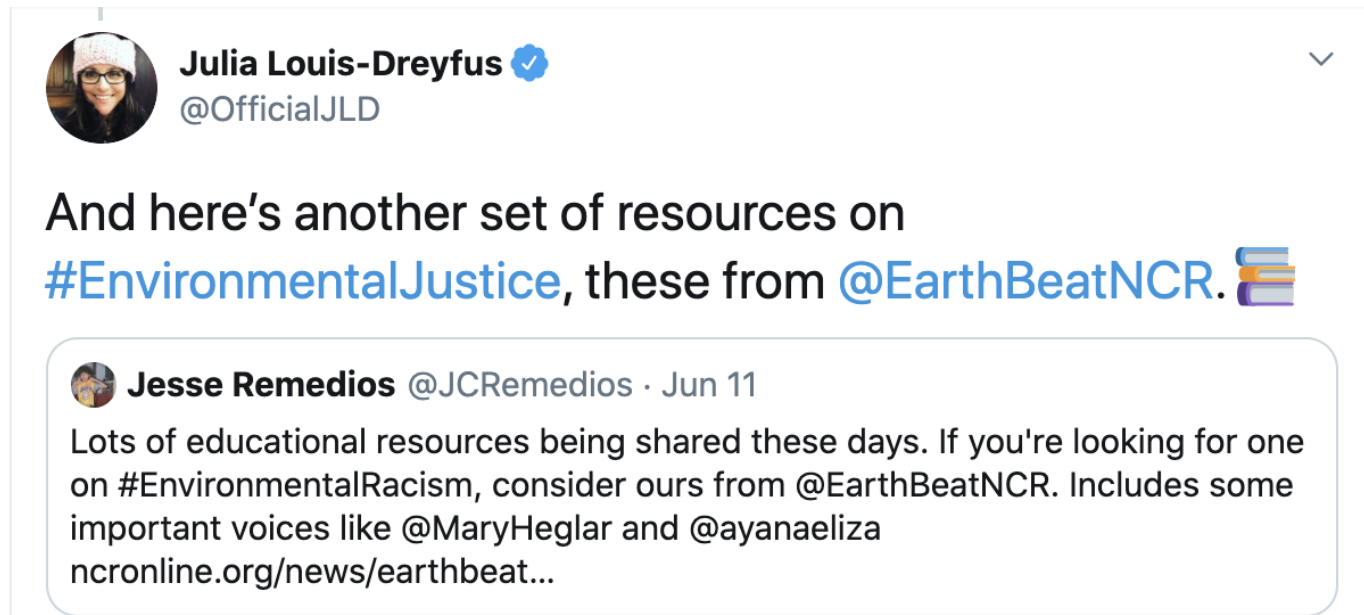 Julia Louis-Dreyfus
@OfficialJLD
And here’s another set of resources on
#EnvironmentalJustice, these from @EarthBeatNCR. 📚
Jesse Remedios @JCRemedios · Jun 11
Lots of educational resources being shared these days. If you're looking for one
on #EnvironmentalRacism, consider ours from @EarthBeatNCR. Includes some
important voices like @MaryHeglar and @ayanaeliza
ncronline.org/news/earthbeat...